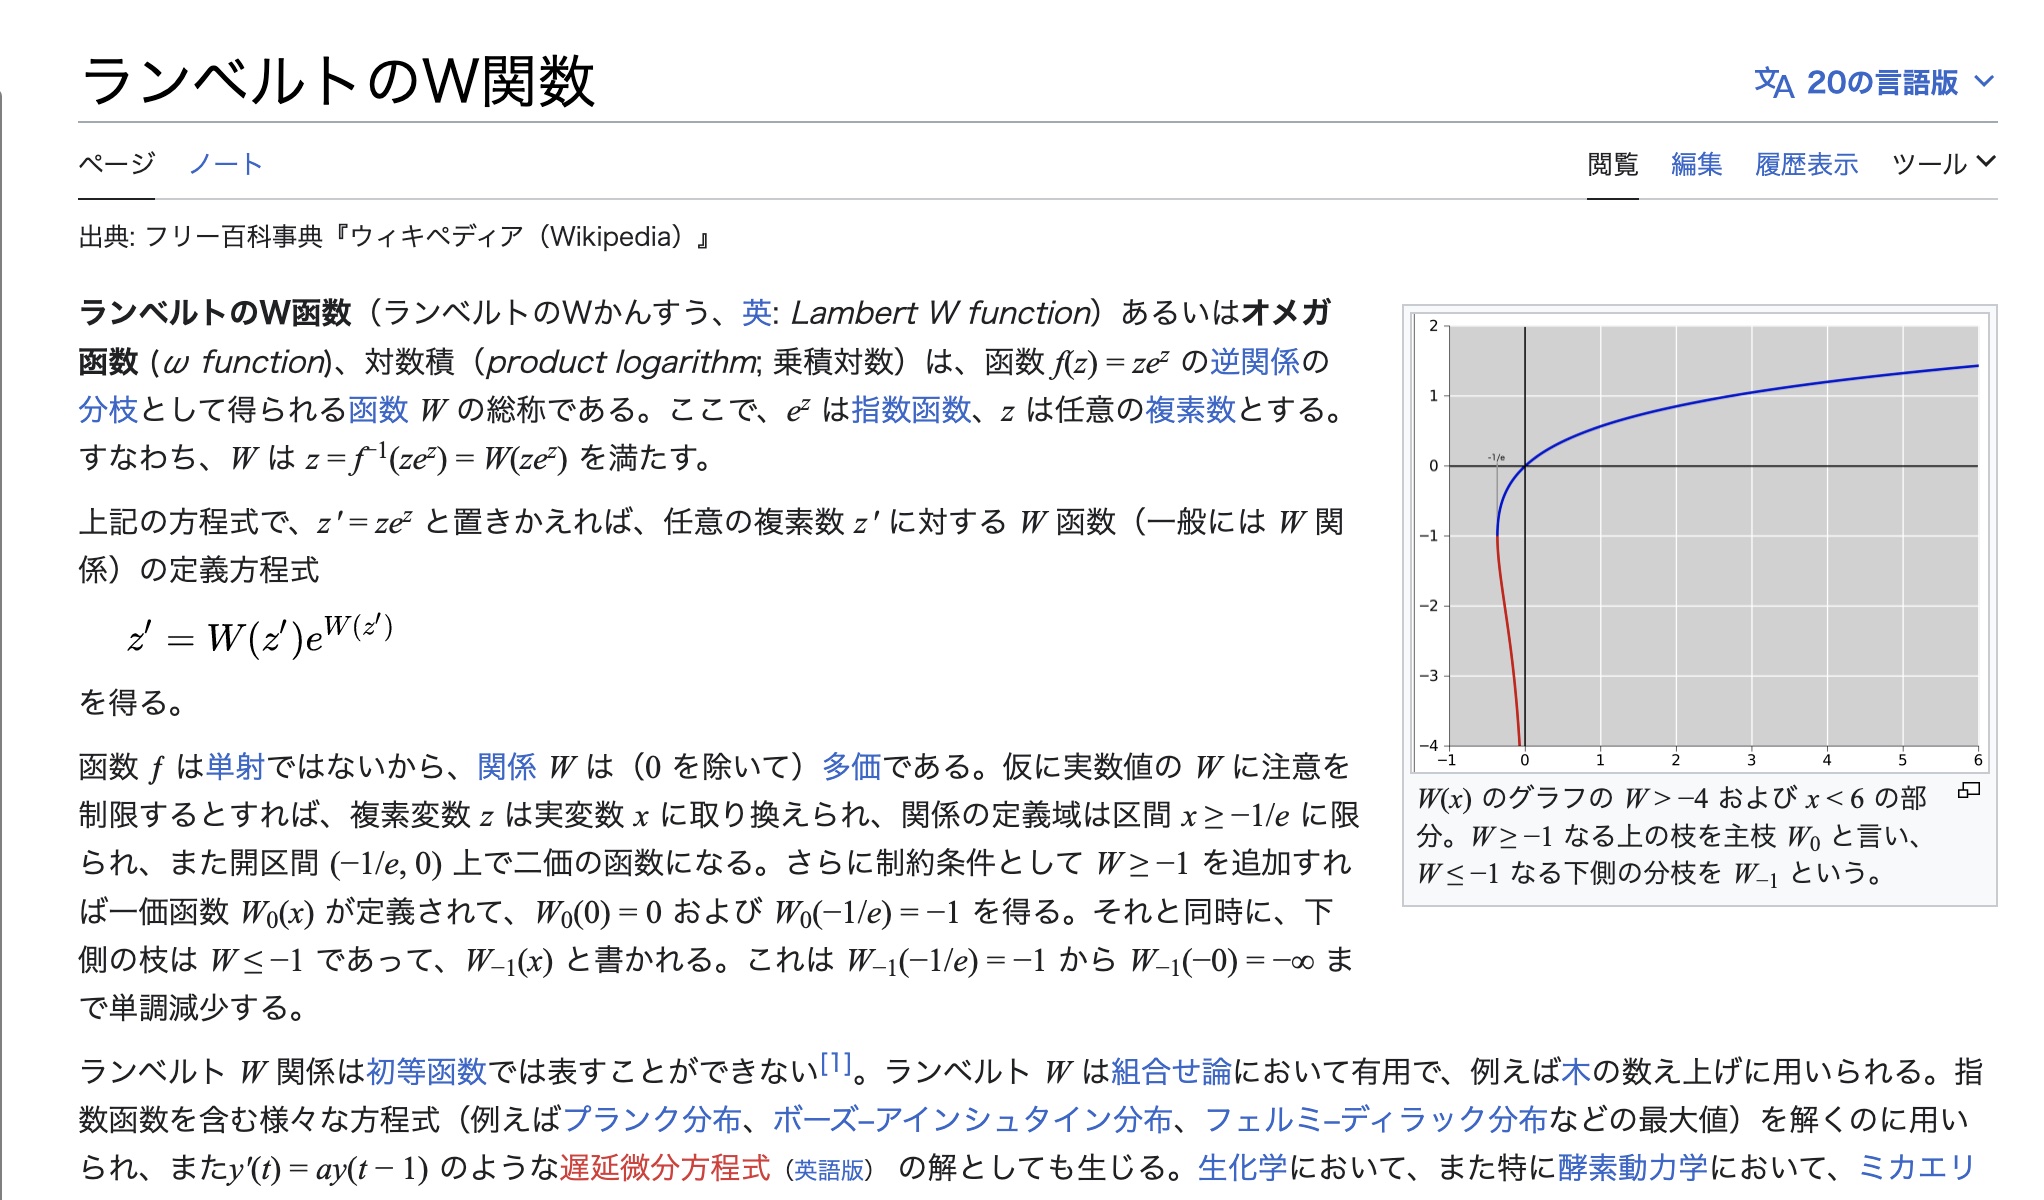 ランベルトのW関数
20の言語版
ページ ノート
閲覧 編集 履歴表示 ツール
出典: フリー百科事典『ウィキペディア（Wikipedia）』
ランベルトのW函数（ランベルトのWかんすう、英: Lambert W function）あるいはオメガ
函数 (ω function)、対数積（product logarithm; 乗積対数）は、函数 f(z) = ze^z の逆関係の
分枝として得られる函数 W の総称である。ここで、e^z は指数函数、z は任意の複素数とする。
すなわち、W は z = f^−1(ze^z) = W(ze^z) を満たす。
上記の方程式で、z′ = ze^z と置きかえれば、任意の複素数 z′ に対する W 函数（一般には W 関
係）の定義方程式
z′ = W(z′)e^W(z′)
を得る。
函数 f は単射ではないから、関係 W は（0 を除いて）多価である。仮に実数値の W に注意を
制限するとすれば、複素変数 z は実変数 x に取り換えられ、関係の定義域は区間 x ≥ −1/e に限
られ、また開区間 (−1/e, 0) 上で二価の函数になる。さらに制約条件として W ≥ −1 を追加すれ
ば一価函数 W₀(x) が定義されて、W₀(0) = 0 および W₀(−1/e) = −1 を得る。それと同時に、下
側の枝は W ≤ −1 であって、W₋₁(x) と書かれる。これは W₋₁(−1/e) = −1 から W₋₁(−0) = −∞ ま
で単調減少する。
2
1
0
−1
−2
−3
−4
-1/e
−1 0 1 2 3 4 5 6
W(x) のグラフの W > −4 および x < 6 の部
分。W ≥ −1 なる上の枝を主枝 W₀ と言い、
W ≤ −1 なる下側の分枝を W₋₁ という。
ランベルト W 関係は初等函数では表すことができない[1]。ランベルト W は組合せ論において有用で、例えば木の数え上げに用いられる。指
数函数を含む様々な方程式（例えばプランク分布、ボーズ–アインシュタイン分布、フェルミ–ディラック分布などの最大値）を解くのに用い
られ、またy′(t) = ay(t − 1) のような遅延微分方程式（英語版） の解としても生じる。生化学において、また特に酵素動力学において、ミカエリ